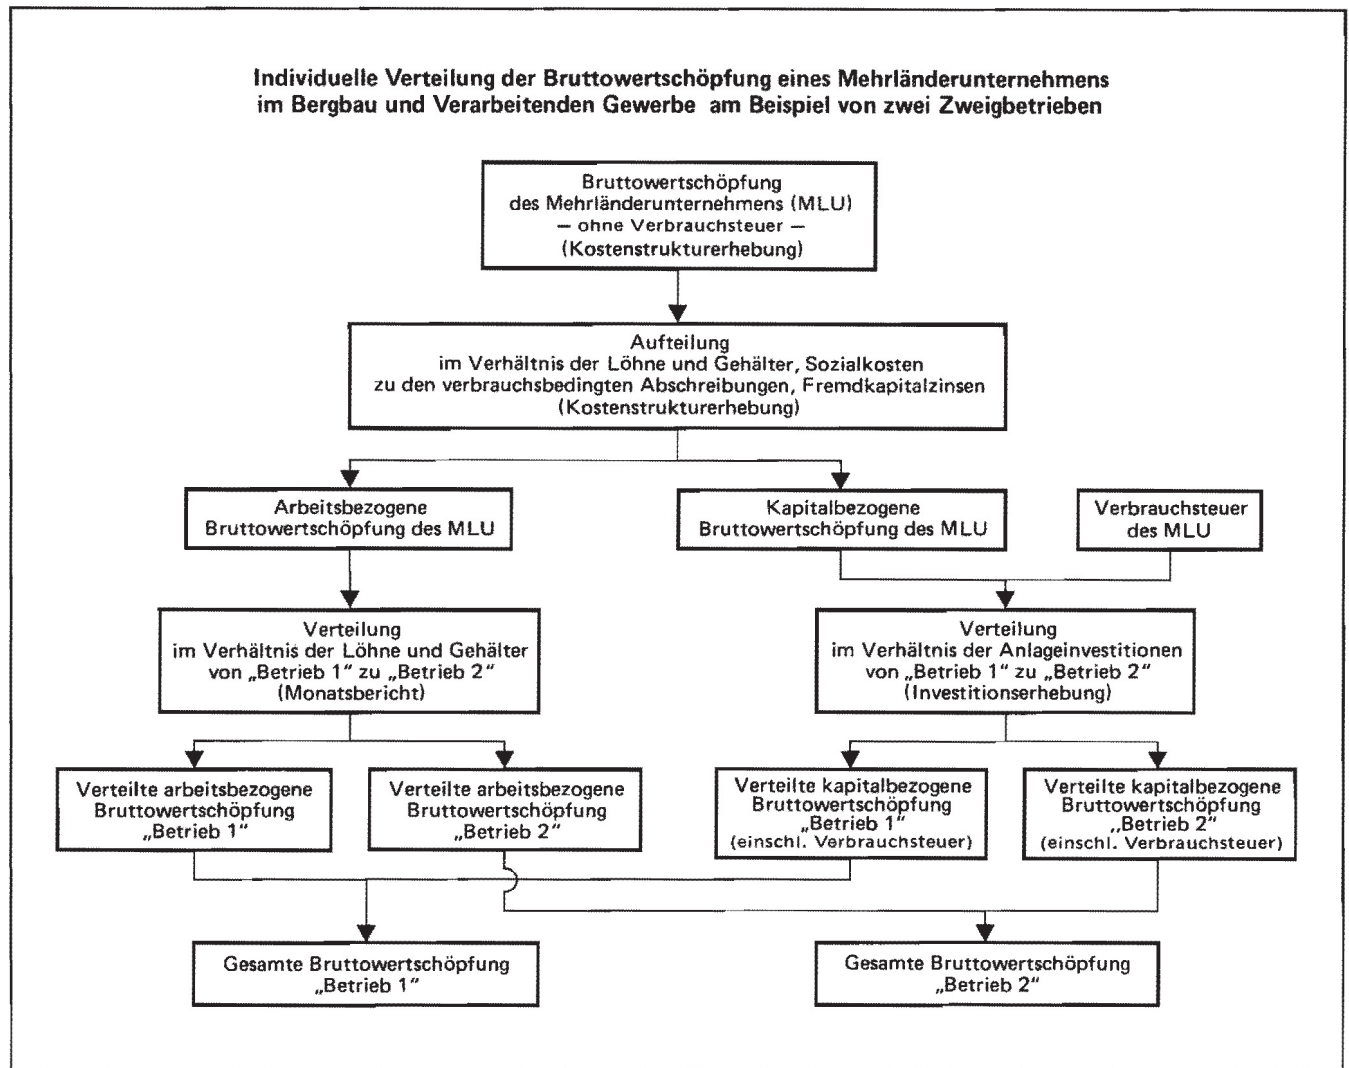 Individuelle Verteilung der Bruttowertschöpfung eines Mehrländerunternehmens
im Bergbau und Verarbeitenden Gewerbe am Beispiel von zwei Zweigbetrieben
Bruttowertschöpfung
des Mehrländerunternehmens (MLU)
– ohne Verbrauchsteuer –
(Kostenstrukturerhebung)
Aufteilung
im Verhältnis der Löhne und Gehälter, Sozialkosten
zu den verbrauchsbedingten Abschreibungen, Fremdkapitalzinsen
(Kostenstrukturerhebung)
Arbeitsbezogene
Bruttowertschöpfung des MLU
Kapitalbezogene
Bruttowertschöpfung des MLU
Verbrauchsteuer
des MLU
Verteilung
im Verhältnis der Löhne und Gehälter
von „Betrieb 1“ zu „Betrieb 2“
(Monatsbericht)
Verteilung
im Verhältnis der Anlageinvestitionen
von „Betrieb 1“ zu „Betrieb 2“
(Investitionserhebung)
Verteilte arbeitsbezogene
Bruttowertschöpfung
„Betrieb 1“
Verteilte arbeitsbezogene
Bruttowertschöpfung
„Betrieb 2“
Verteilte kapitalbezogene
Bruttowertschöpfung
„Betrieb 1“
(einschl. Verbrauchsteuer)
Verteilte kapitalbezogene
Bruttowertschöpfung
„Betrieb 2“
(einschl. Verbrauchsteuer)
Gesamte Bruttowertschöpfung
„Betrieb 1“
Gesamte Bruttowertschöpfung
„Betrieb 2“